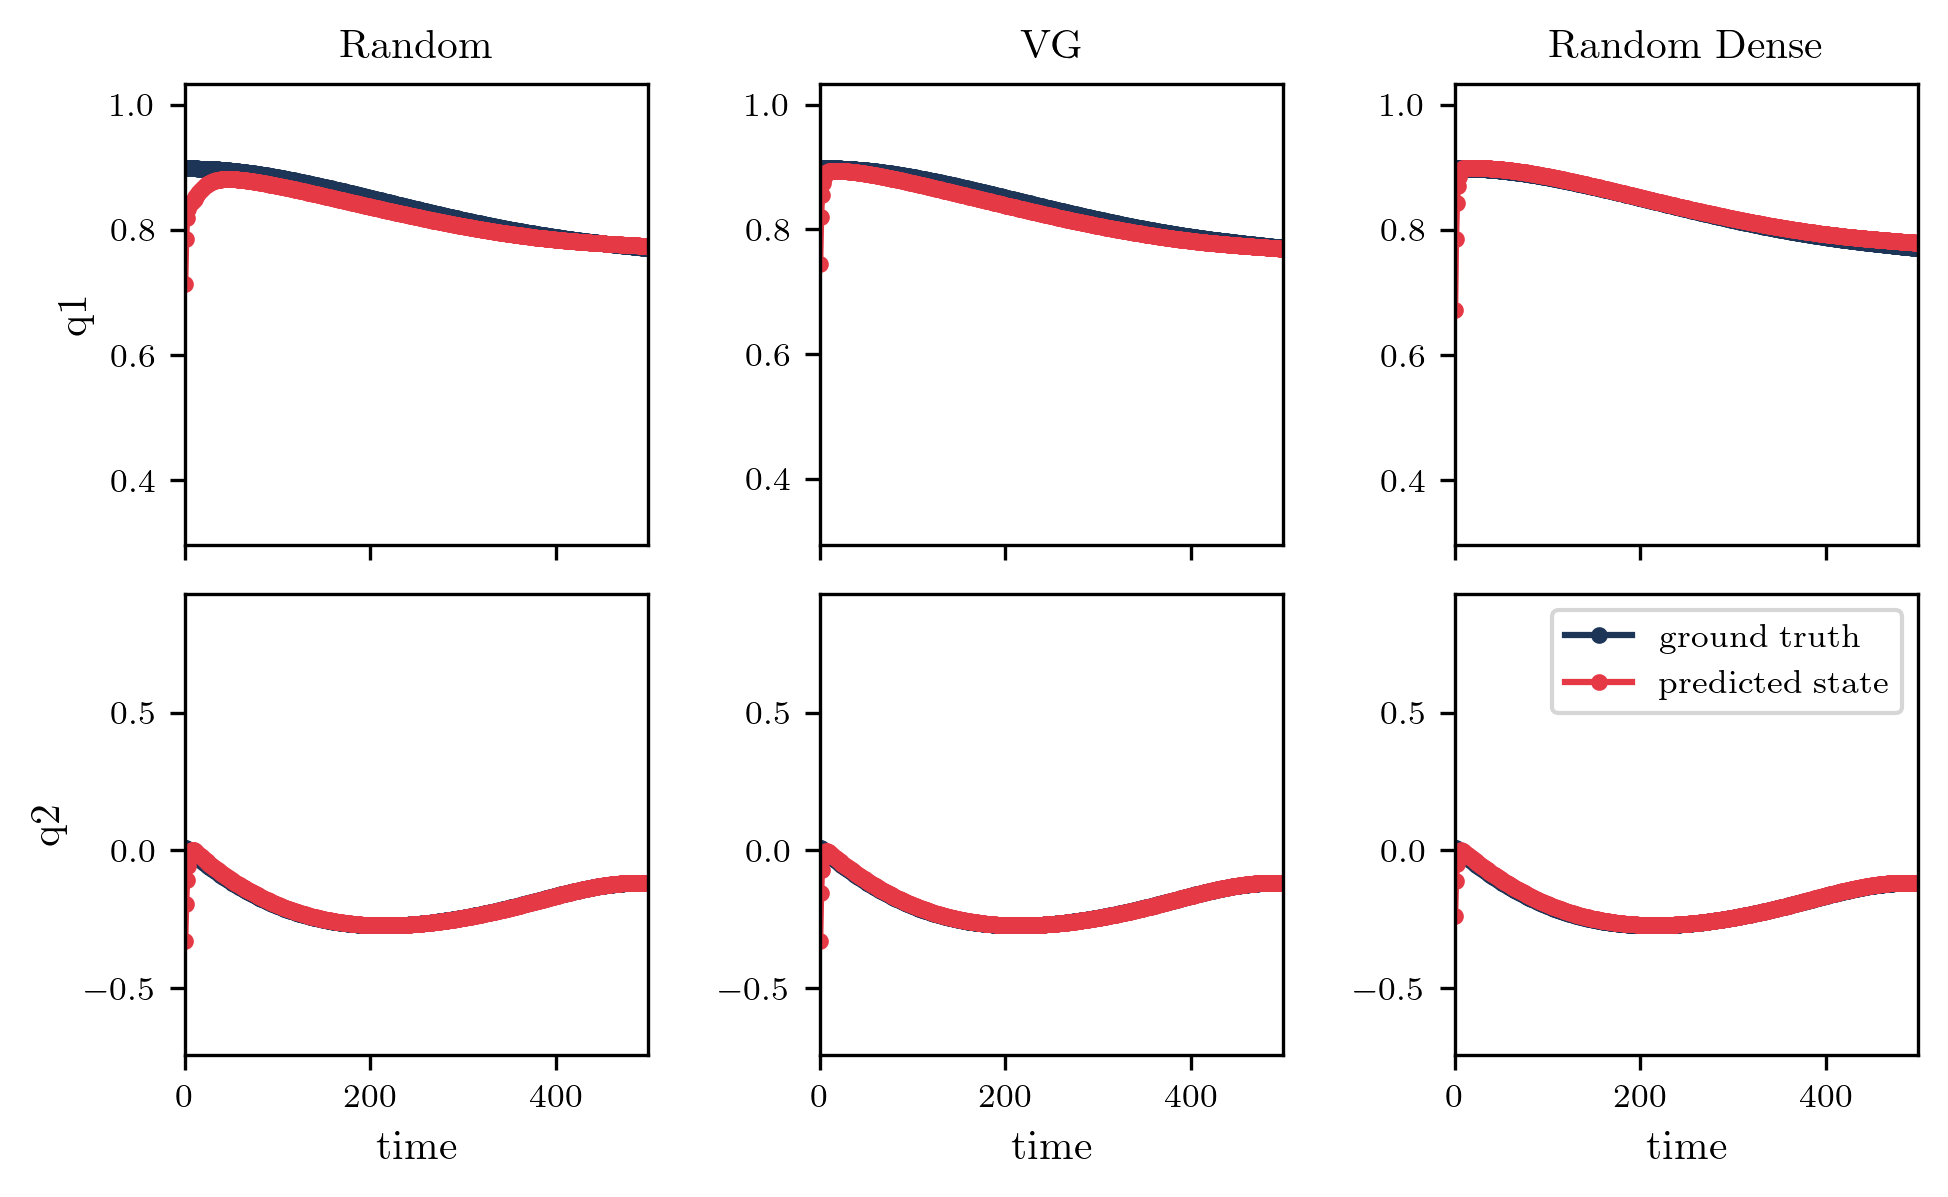 Random VG Random Dense
1.0 1.0 1.0
0.8 0.8 0.8
q1
0.6 0.6 0.6
0.4 0.4 0.4
ground truth
predicted state
0.5 0.5 0.5
q2
0.0 0.0 0.0
−0.5 −0.5 −0.5
0 200 400 0 200 400 0 200 400
time time time